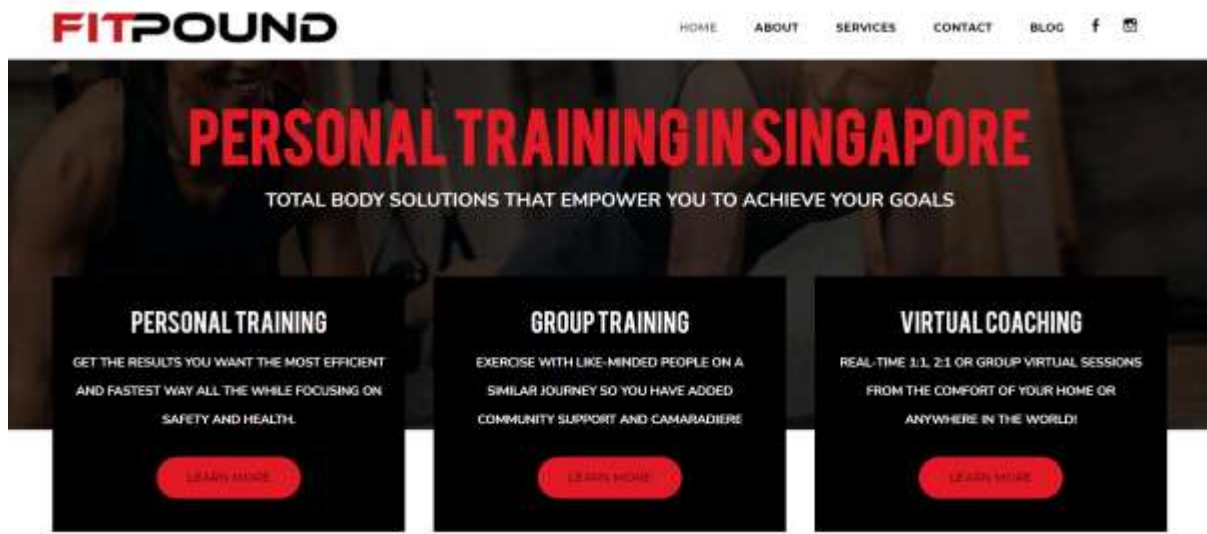 FITPOUND
HOME ABOUT SERVICES CONTACT BLOG
PERSONAL TRAINING IN SINGAPORE
TOTAL BODY SOLUTIONS THAT EMPOWER YOU TO ACHIEVE YOUR GOALS
PERSONAL TRAINING
GET THE RESULTS YOU WANT THE MOST EFFICIENT
AND FASTEST WAY ALL THE WHILE FOCUSING ON
SAFETY AND HEALTH.
LEARN MORE
GROUP TRAINING
EXERCISE WITH LIKE-MINDED PEOPLE ON A
SIMILAR JOURNEY SO YOU HAVE ADDED
COMMUNITY SUPPORT AND CAMARADIERE
LEARN MORE
VIRTUAL COACHING
REAL-TIME 1:1, 2:1 OR GROUP VIRTUAL SESSIONS
FROM THE COMFORT OF YOUR HOME OR
ANYWHERE IN THE WORLD!
LEARN MORE